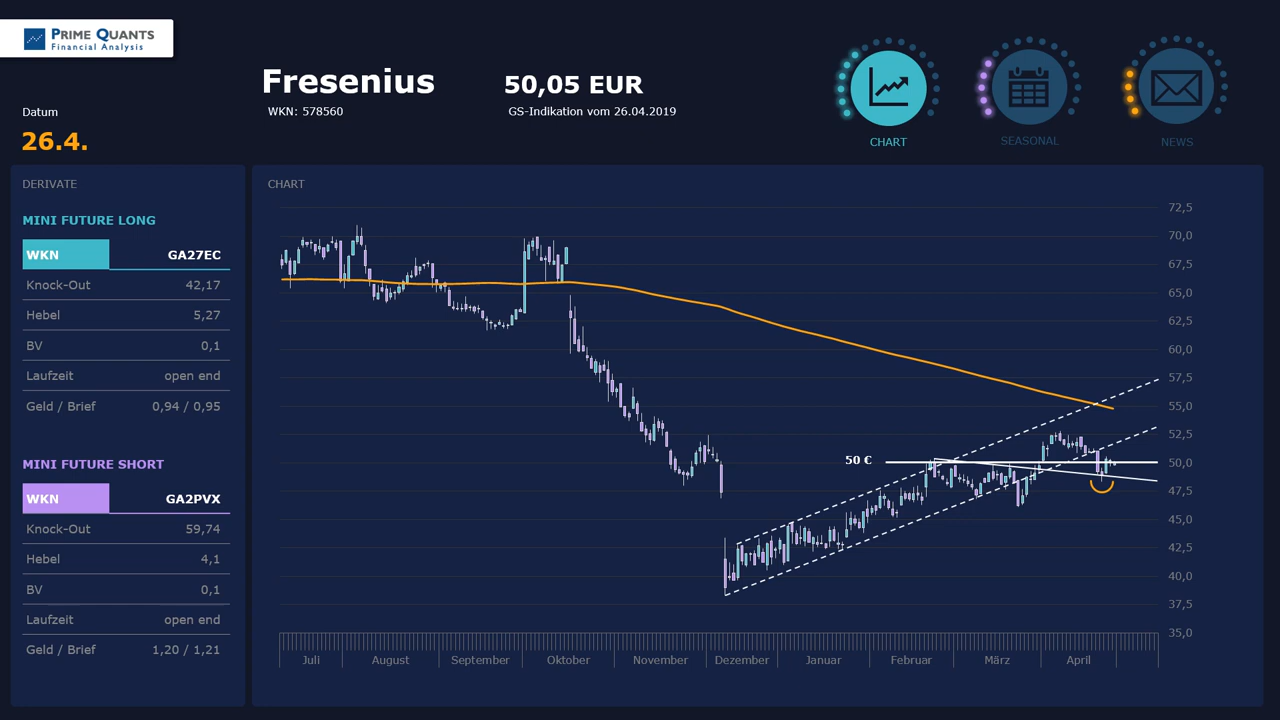 PRIME QUANTS
Financial Analysis
Fresenius
50,05 EUR
WKN: 578560
GS-Indikation vom 26.04.2019
Datum
26.4.
CHART
SEASONAL
NEWS
DERIVATE
MINI FUTURE LONG
WKN GA27EC
Knock-Out 42,17
Hebel 5,27
BV 0,1
Laufzeit open end
Geld / Brief 0,94 / 0,95
MINI FUTURE SHORT
WKN GA2PVX
Knock-Out 59,74
Hebel 4,1
BV 0,1
Laufzeit open end
Geld / Brief 1,20 / 1,21
CHART
72,5
70,0
67,5
65,0
62,5
60,0
57,5
55,0
52,5
50,0
47,5
45,0
42,5
40,0
37,5
35,0
50 €
Juli August September Oktober November Dezember Januar Februar März April